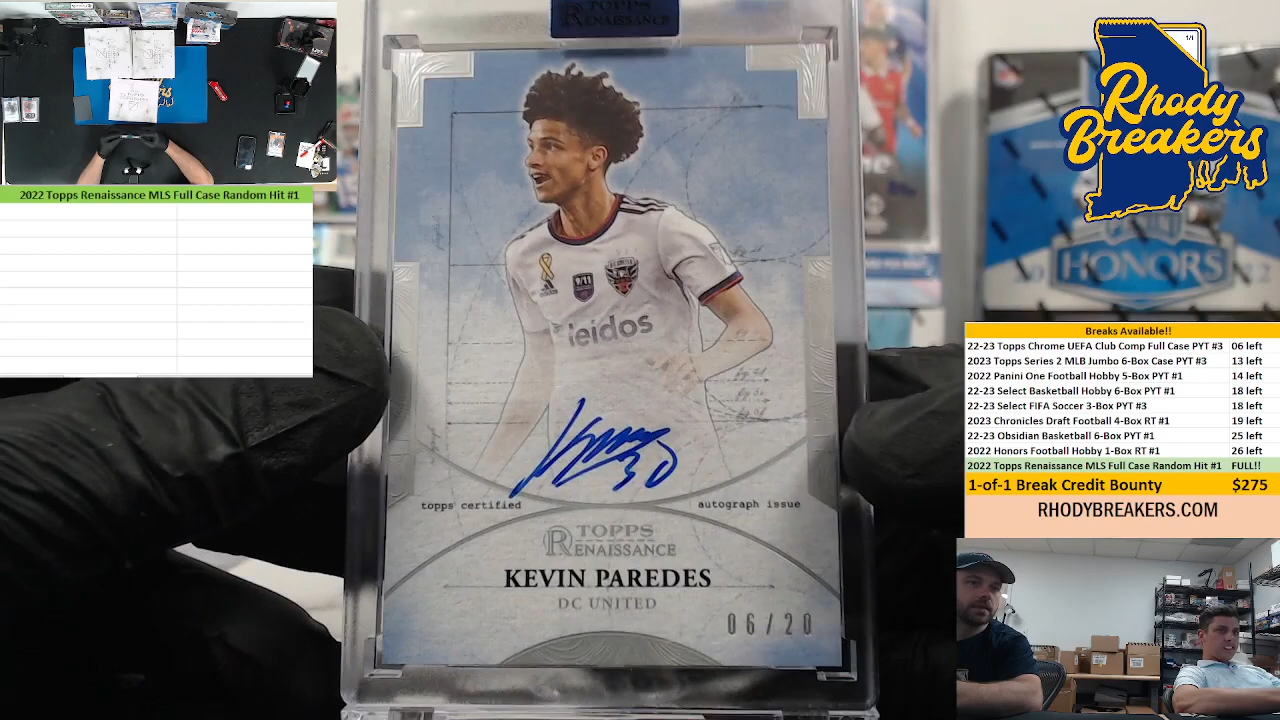 TOPPS
RENAISSANCE
1/1
Rhody
Breakers
2022 Topps Renaissance MLS Full Case Random Hit #1
9/11
leidos
HONORS
30
topps certified
autograph issue
TOPPS
RENAISSANCE
KEVIN PAREDES
DC UNITED
06/20
Breaks Available!!
22-23 Topps Chrome UEFA Club Comp Full Case PYT #3 06 left
2023 Topps Series 2 MLB Jumbo 6-Box Case PYT #3 13 left
2022 Panini One Football Hobby 5-Box PYT #1 14 left
22-23 Select Basketball Hobby 6-Box PYT #1 18 left
22-23 Select FIFA Soccer 3-Box PYT #3 18 left
2023 Chronicles Draft Football 4-Box RT #1 19 left
22-23 Obsidian Basketball 6-Box PYT #1 25 left
2022 Honors Football Hobby 1-Box RT #1 26 left
2022 Topps Renaissance MLS Full Case Random Hit #1 FULL!!
1-of-1 Break Credit Bounty $275
RHODYBREAKERS.COM